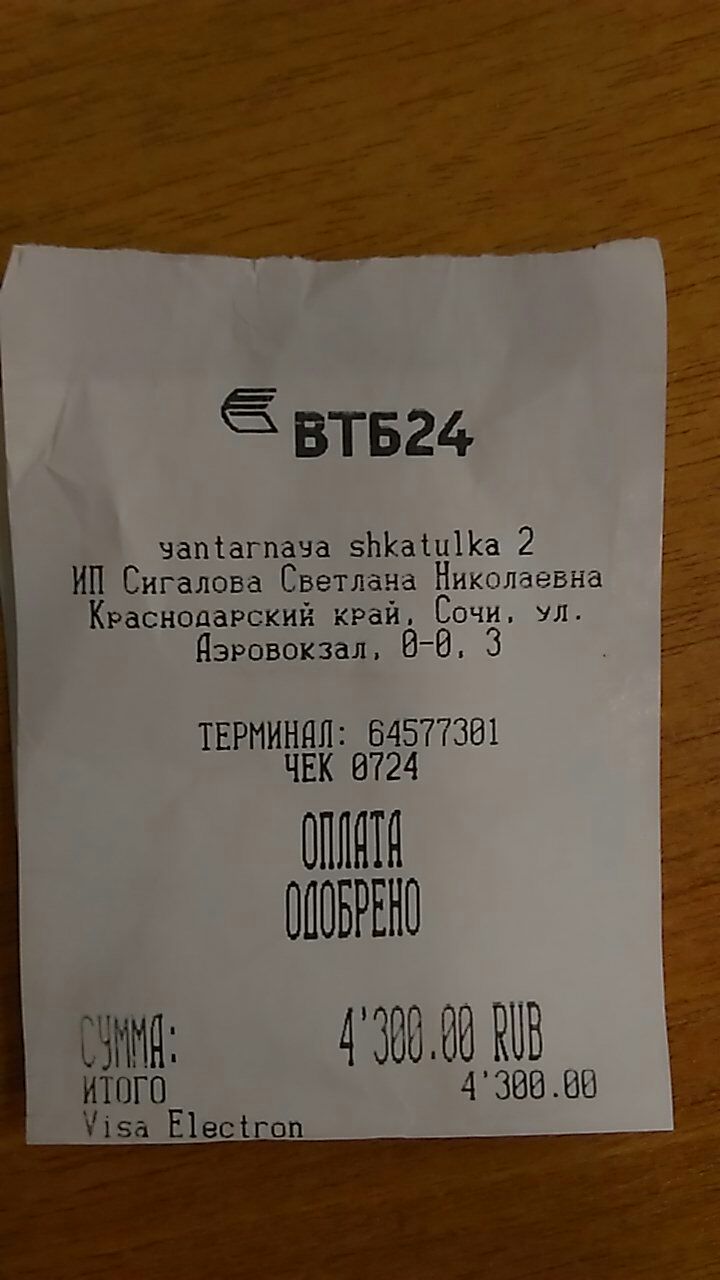 ВТБ24
yantarnaya shkatulka 2
ИП Сигалова Светлана Николаевна
Краснодарский край, Сочи, ул.
Аэровокзал, 0-0, 3
ТЕРМИНАЛ: 64577301
ЧЕК 0724
ОПЛАТА
ОДОБРЕНО
СУММА: 4'300.00 RUB
ИТОГО 4'300.00
Visa Electron